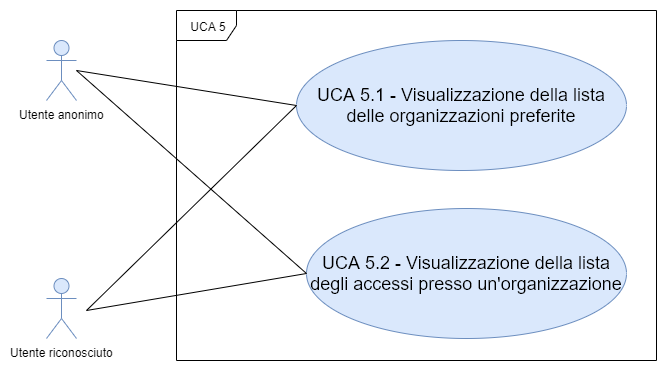 UCA 5
Utente anonimo
UCA 5.1 - Visualizzazione della lista
delle organizzazioni preferite
UCA 5.2 - Visualizzazione della lista
degli accessi presso un'organizzazione
Utente riconosciuto